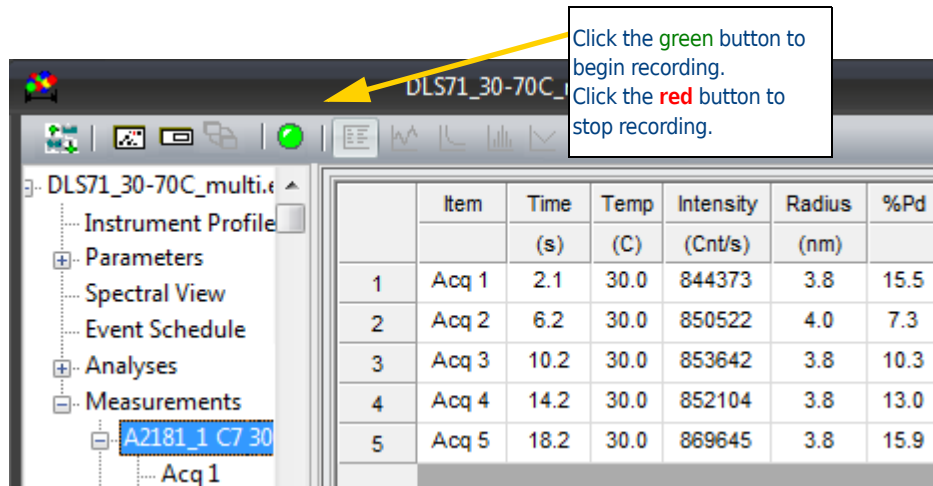 Click the green button to
begin recording.
Click the red button to
stop recording.
DLS71_30-70C_
DLS71_30-70C_multi.e
Instrument Profile
Parameters
Spectral View
Event Schedule
Analyses
Measurements
A2181_1 C7 30
Acq 1
Item Time Temp Intensity Radius %Pd
(s) (C) (Cnt/s) (nm)
1 Acq 1 2.1 30.0 844373 3.8 15.5
2 Acq 2 6.2 30.0 850522 4.0 7.3
3 Acq 3 10.2 30.0 853642 3.8 10.3
4 Acq 4 14.2 30.0 852104 3.8 13.0
5 Acq 5 18.2 30.0 869645 3.8 15.9